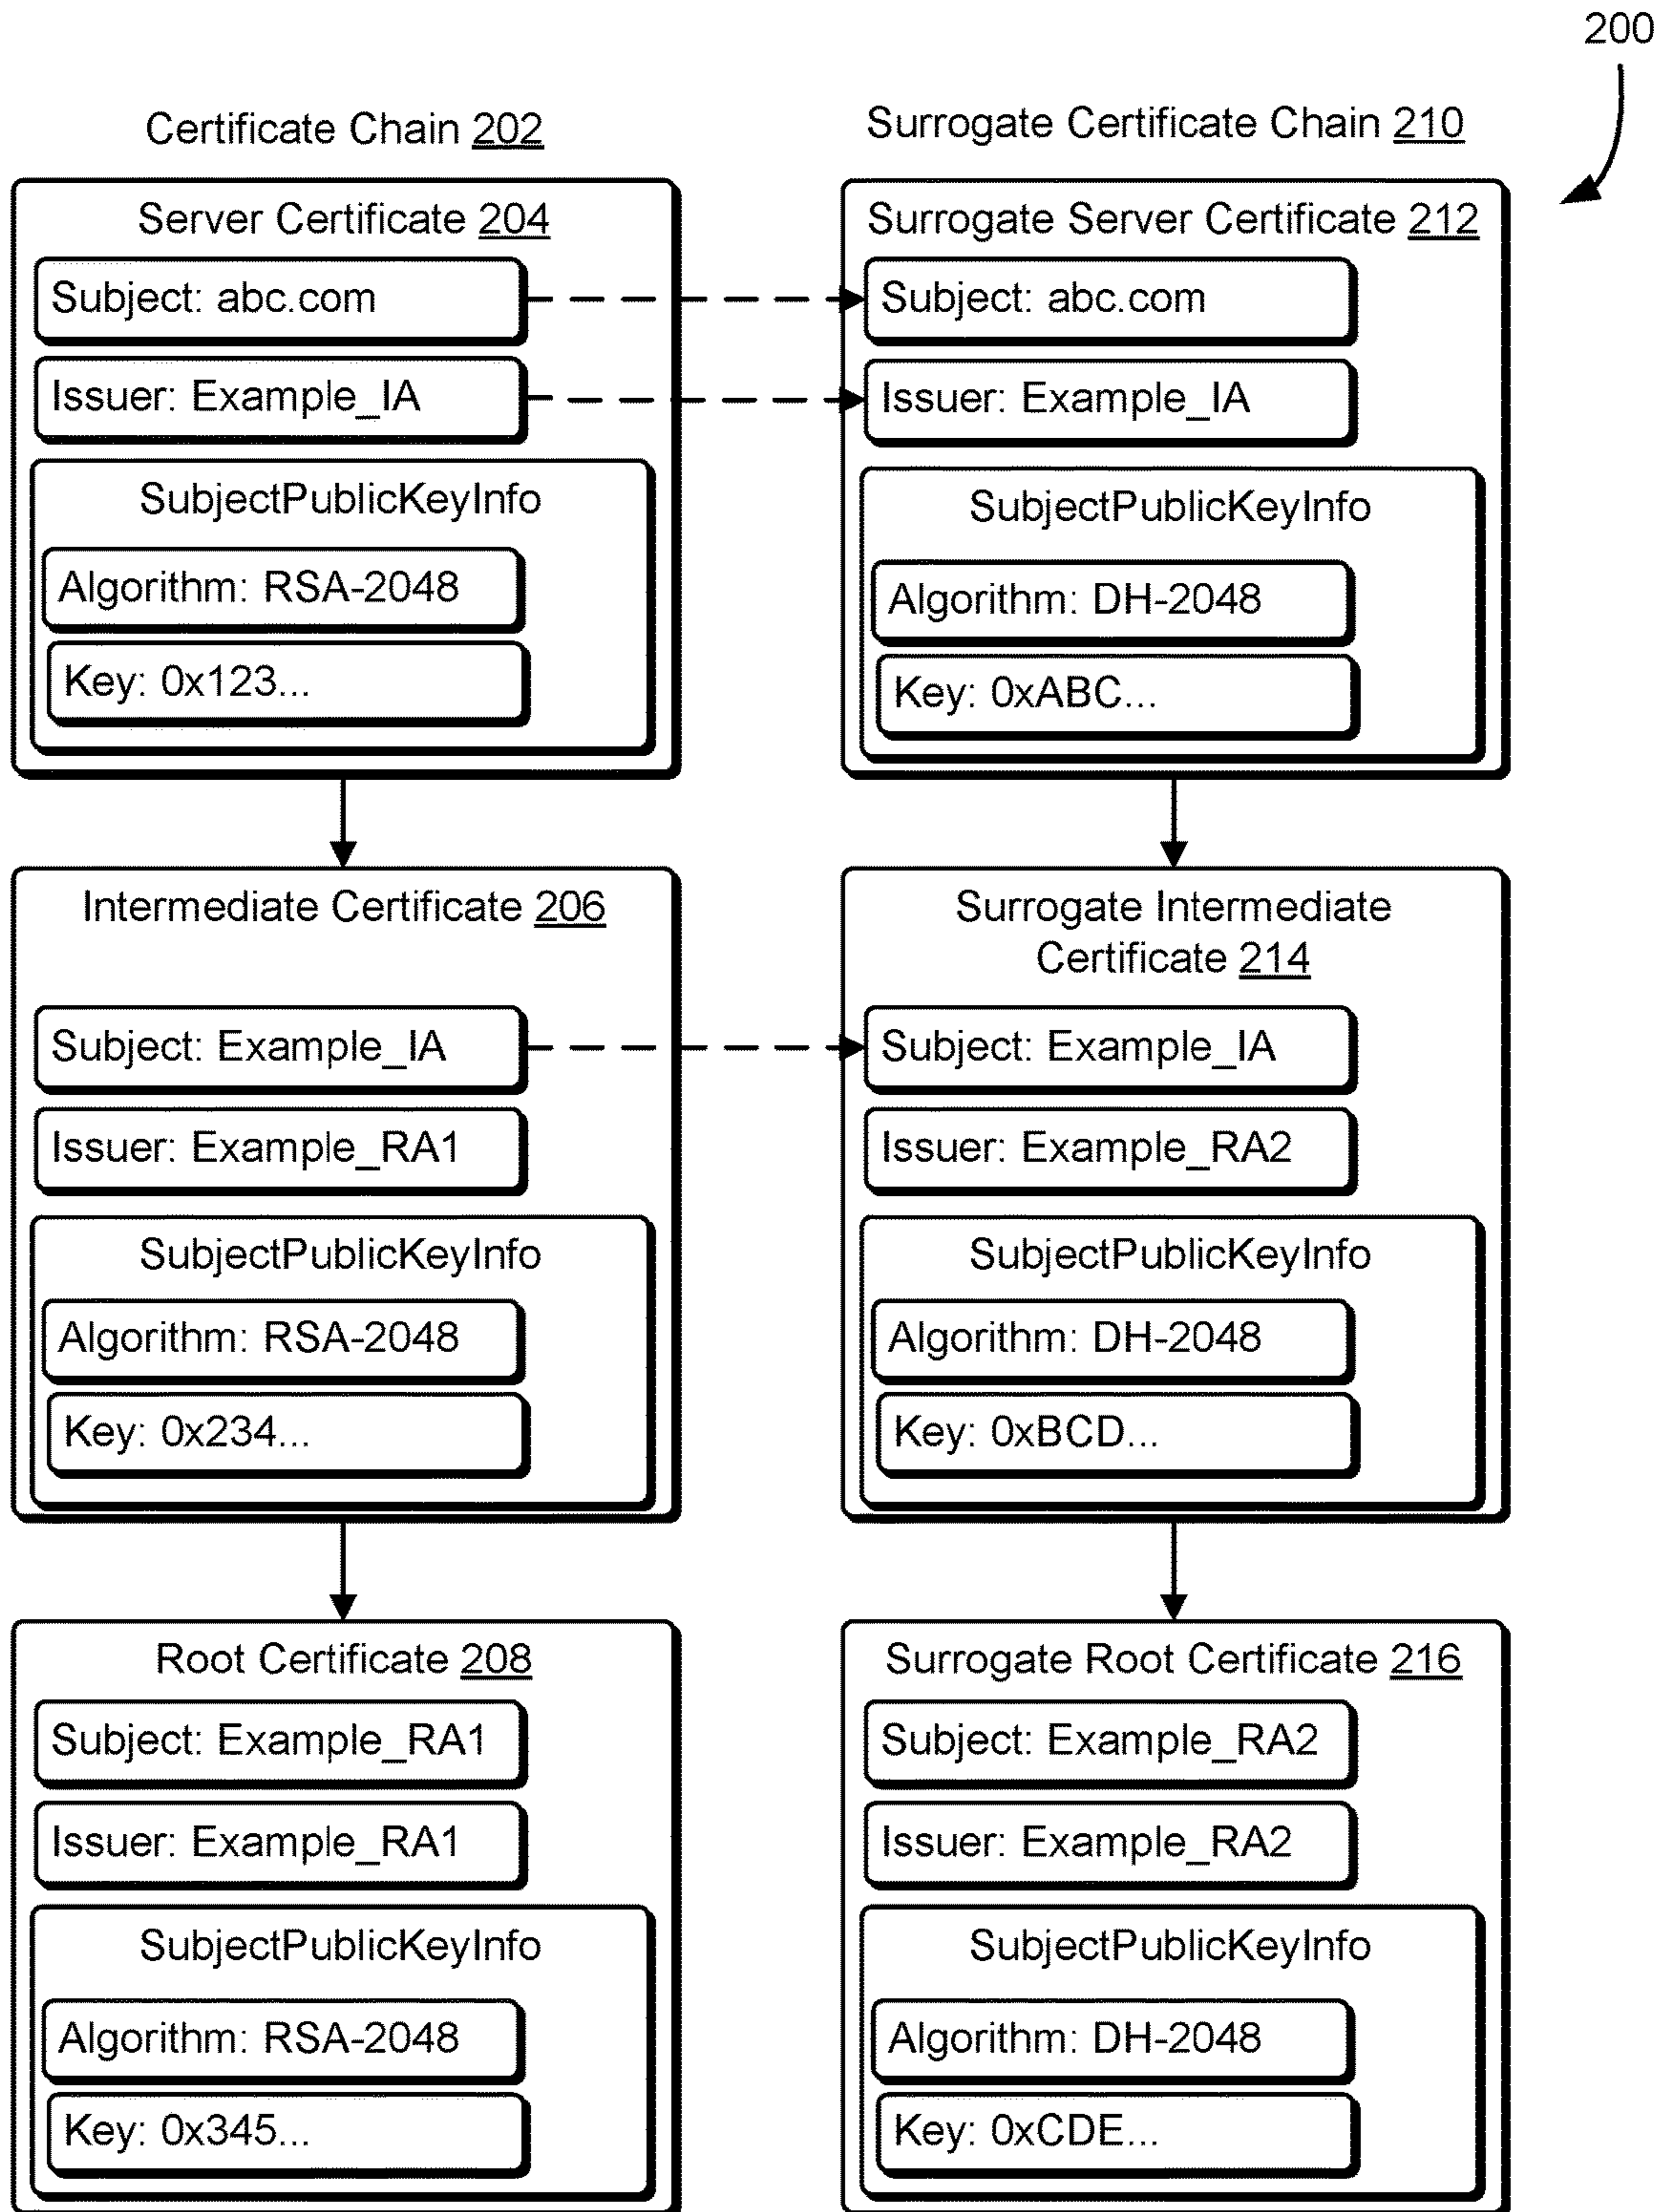 200
Certificate Chain 202
Server Certificate 204
Subject: abc.com
Issuer: Example_IA
SubjectPublicKeyInfo
Algorithm: RSA-2048
Key: 0x123...
Intermediate Certificate 206
Subject: Example_IA
Issuer: Example_RA1
SubjectPublicKeyInfo
Algorithm: RSA-2048
Key: 0x234...
Root Certificate 208
Subject: Example_RA1
Issuer: Example_RA1
SubjectPublicKeyInfo
Algorithm: RSA-2048
Key: 0x345...
Surrogate Certificate Chain 210
Surrogate Server Certificate 212
Subject: abc.com
Issuer: Example_IA
SubjectPublicKeyInfo
Algorithm: DH-2048
Key: 0xABC...
Surrogate Intermediate
Certificate 214
Subject: Example_IA
Issuer: Example_RA2
SubjectPublicKeyInfo
Algorithm: DH-2048
Key: 0xBCD...
Surrogate Root Certificate 216
Subject: Example_RA2
Issuer: Example_RA2
SubjectPublicKeyInfo
Algorithm: DH-2048
Key: 0xCDE...